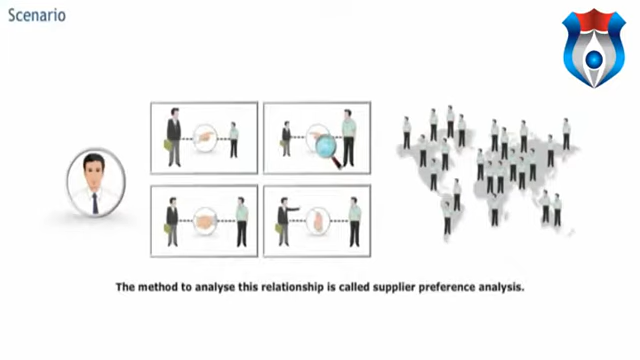 Scenario
The method to analyse this relationship is called supplier preference analysis.